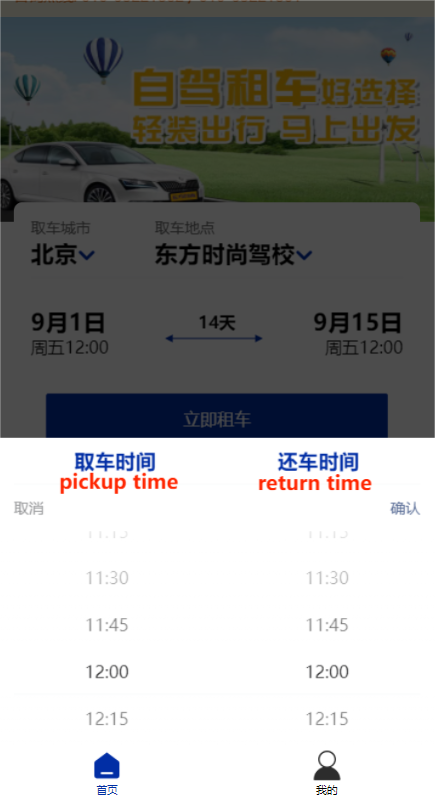 自驾租车好选择
轻装出行 马上出发
取车城市 取车地点
北京 东方时尚驾校
9月1日 14天 9月15日
周五12:00 周五12:00
立即租车
取车时间 还车时间
pickup time return time
取消 确认
11:15 11:15
11:30 11:30
11:45 11:45
12:00 12:00
12:15 12:15
首页 我的